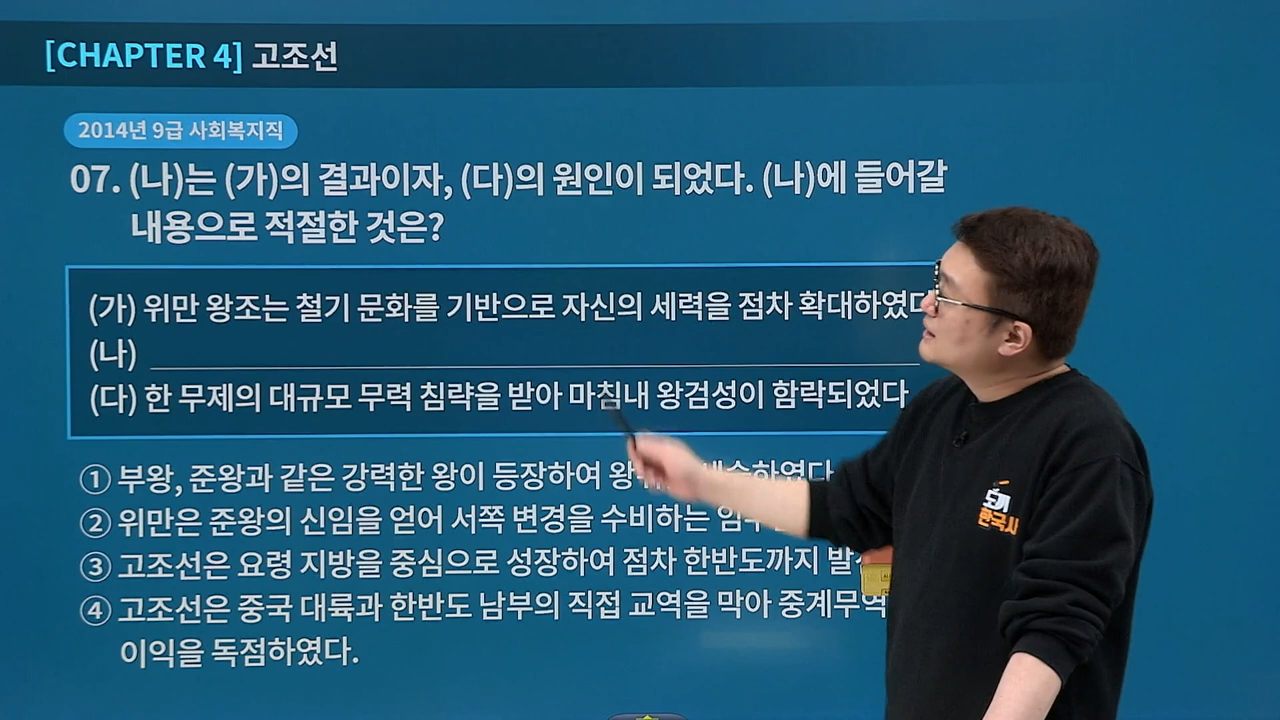 [CHAPTER 4] 고조선
2014년 9급 사회복지직
07. (나)는 (가)의 결과이자, (다)의 원인이 되었다. (나)에 들어갈
내용으로 적절한 것은?
(가) 위만 왕조는 철기 문화를 기반으로 자신의 세력을 점차 확대하였다
(나)
(다) 한 무제의 대규모 무력 침략을 받아 마침내 왕검성이 함락되었다
① 부왕, 준왕과 같은 강력한 왕이 등장하여
② 위만은 준왕의 신임을 얻어 서쪽 변경을 수비하는
③ 고조선은 요령 지방을 중심으로 성장하여 점차 한반도까지
④ 고조선은 중국 대륙과 한반도 남부의 직접 교역을 막아 중계무역
이익을 독점하였다.
한국사